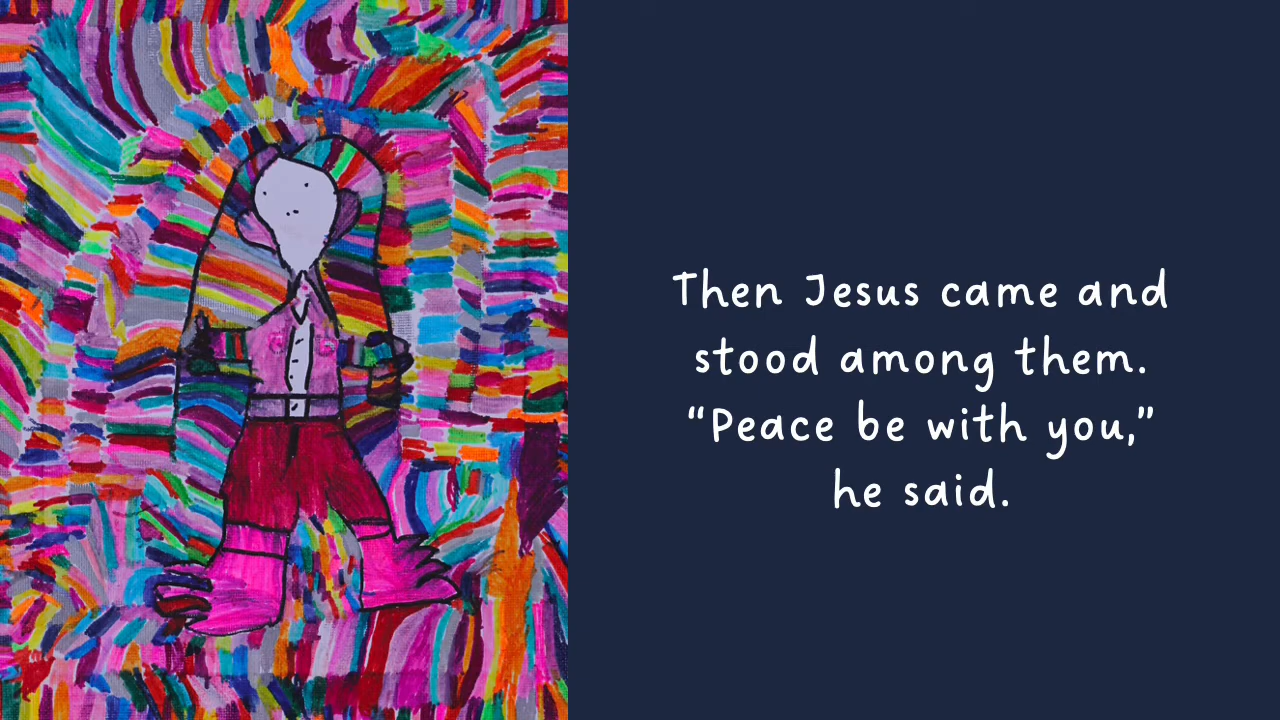 Then Jesus came and
stood among them.
“Peace be with you,”
he said.